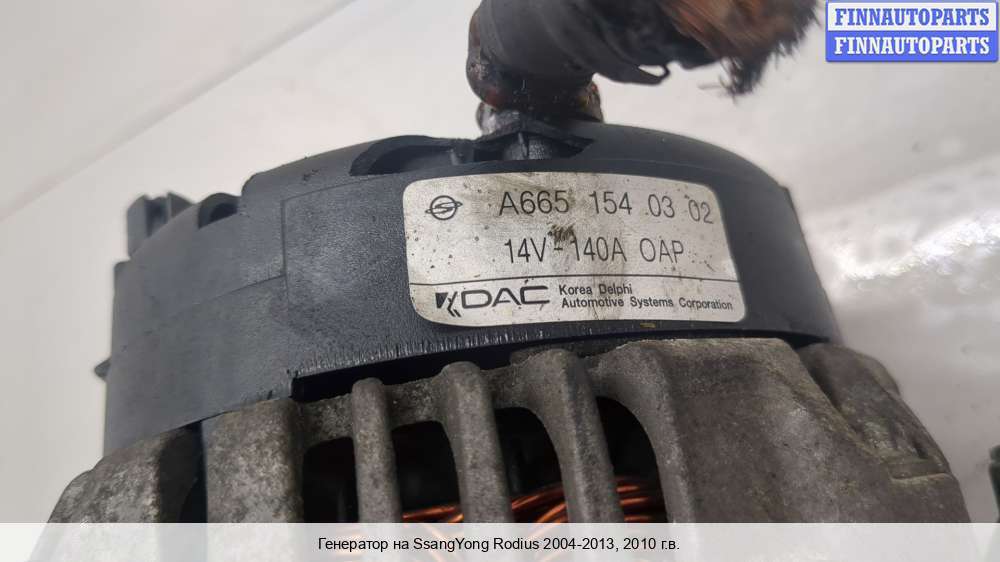 FINNAUTOPARTS
FINNAUTOPARTS
A665 154 03 02
14V-140A OAP
KDAC Korea Delphi
Automotive Systems Corporation
Генератор на SsangYong Rodius 2004-2013, 2010 г.в.